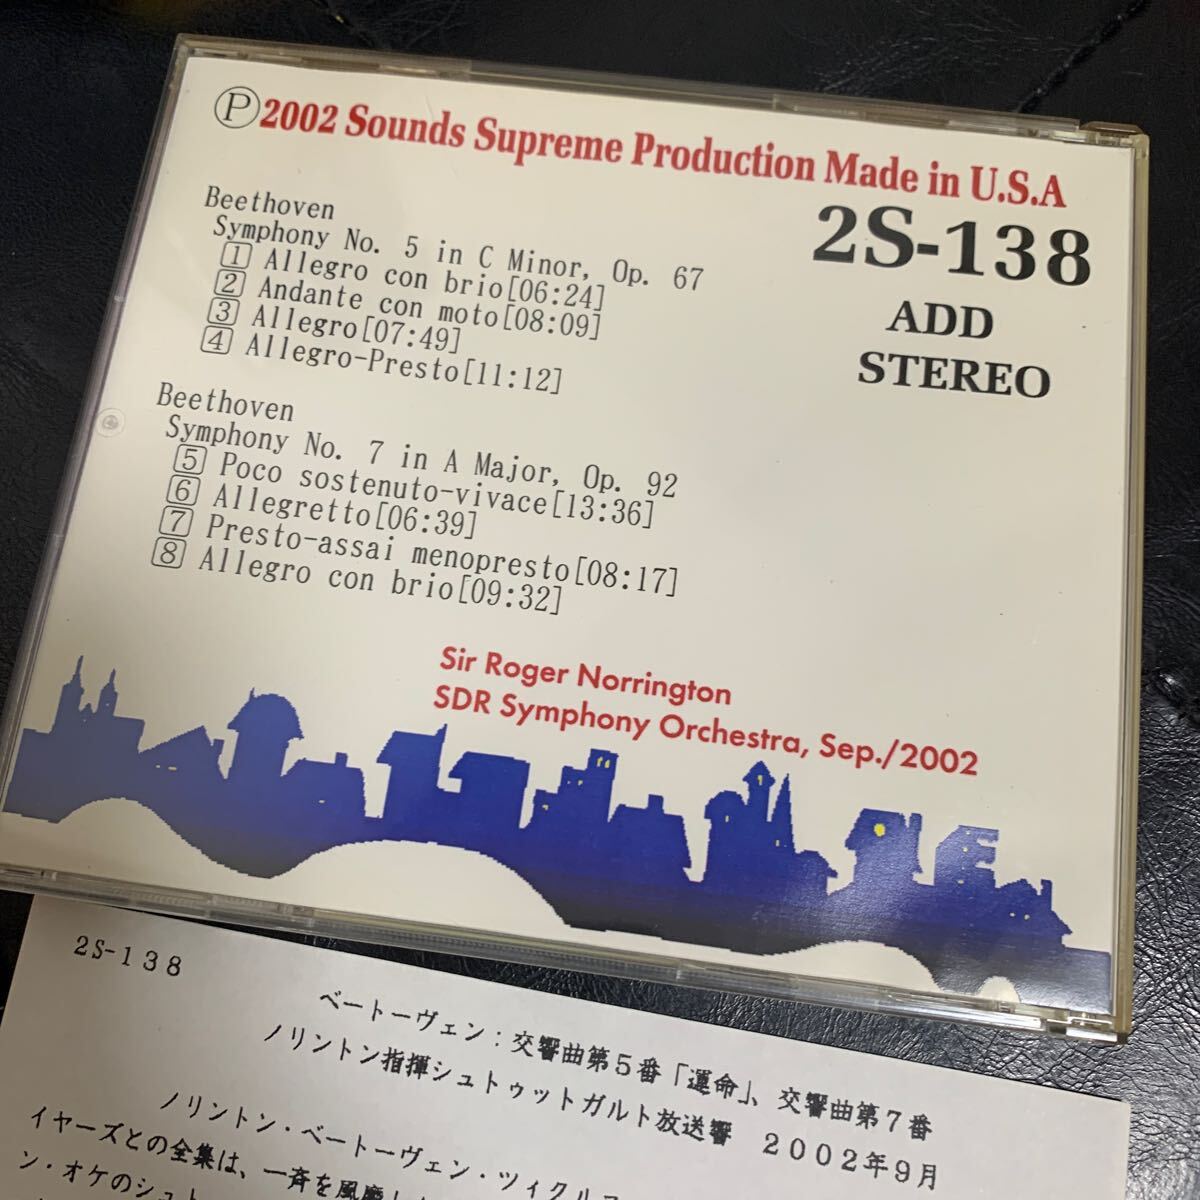 Ⓟ2002 Sounds Supreme Production Made in U.S.A
2S-138
ADD
STEREO
Beethoven
Symphony No. 5 in C Minor, Op. 67
1 Allegro con brio[06:24]
2 Andante con moto[08:09]
3 Allegro[07:49]
4 Allegro-Presto[11:12]
Beethoven
Symphony No. 7 in A Major, Op. 92
5 Poco sostenuto-vivace[13:36]
6 Allegretto[06:39]
7 Presto-assai menopresto[08:17]
8 Allegro con brio[09:32]
Sir Roger Norrington
SDR Symphony Orchestra, Sep./2002
2S-138
ベートーヴェン：交響曲第5番「運命」、交響曲第7番
ノリントン指揮シュトゥットガルト放送響 2002年9月
ノリントン・ベートーヴェン・ツィクルス
イヤーズとの全集は、一斉を風靡し
ン・オケのシュト